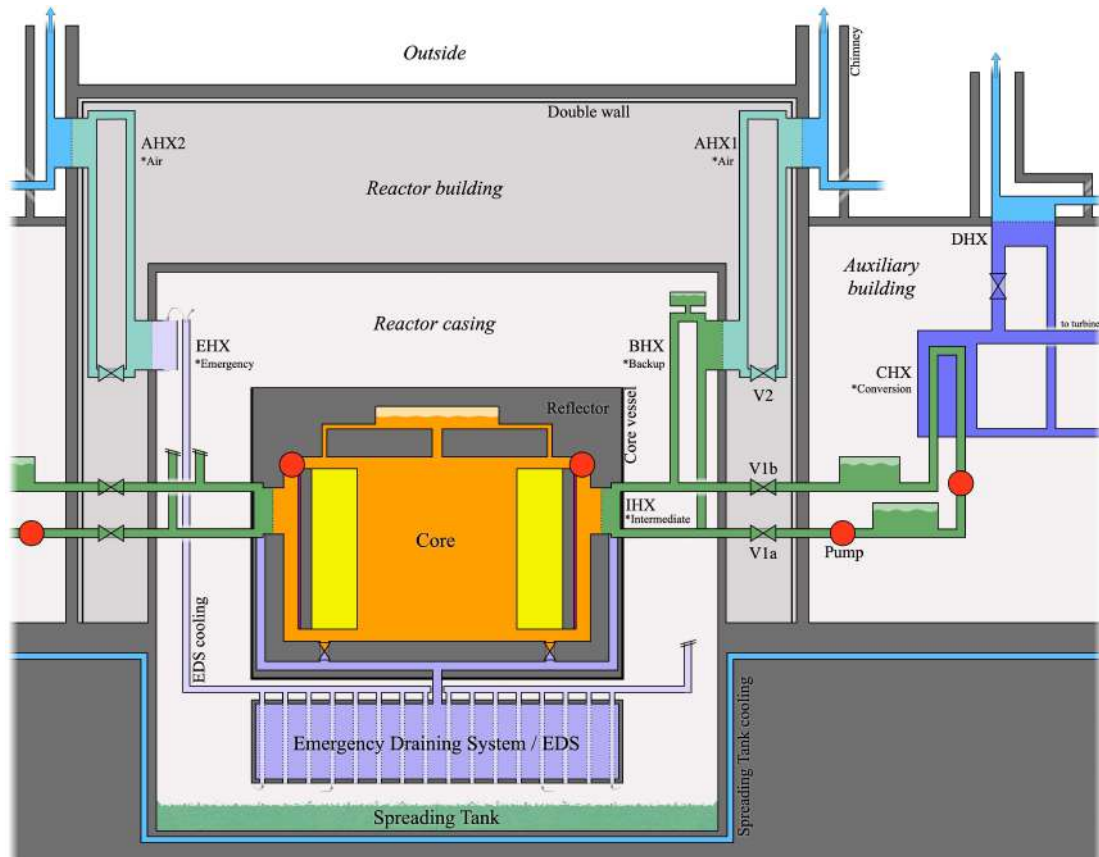 Outside
Chimney
Double wall
AHX2
*Air
AHX1
*Air
Reactor building
DHX
Auxiliary
building
Reactor casing
to turbine
EHX
*Emergency
BHX
*Backup
CHX
*Conversion
V2
Reflector
Core vessel
V1b
IHX
*Intermediate
Core
V1a
Pump
EDS cooling
Emergency Draining System / EDS
Spreading Tank cooling
Spreading Tank